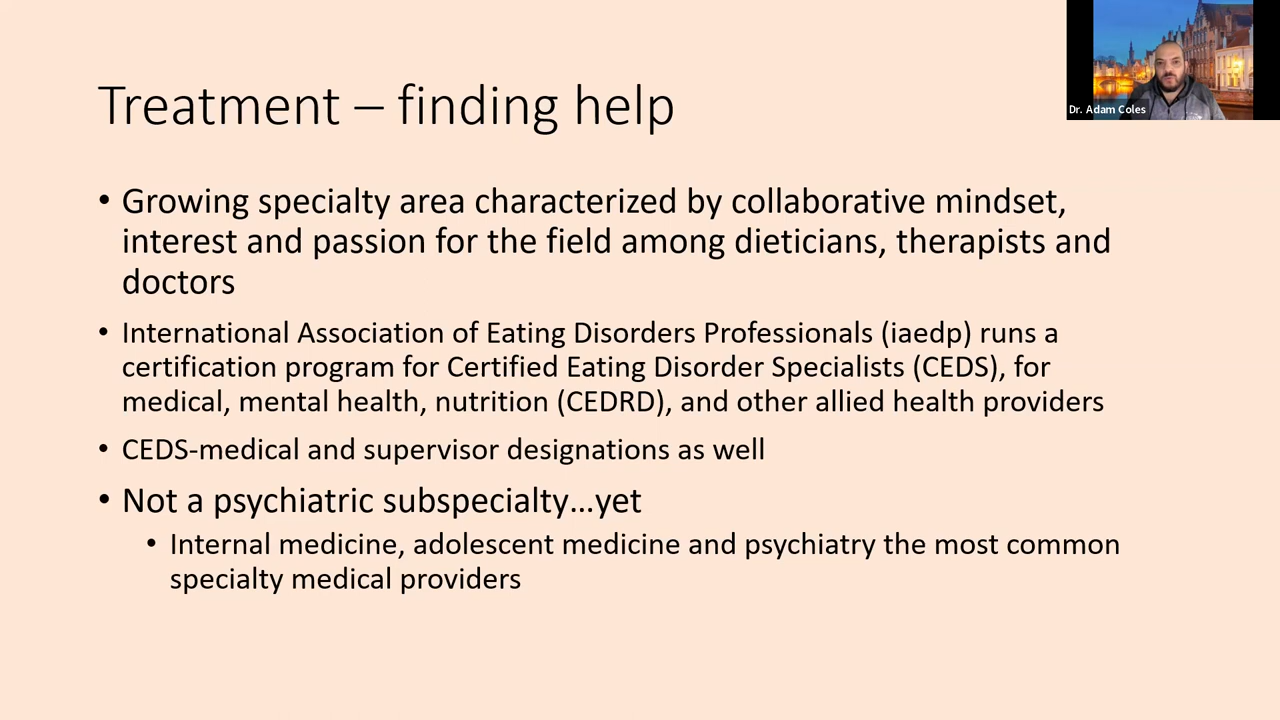 Dr. Adam Coles
Treatment – finding help
• Growing specialty area characterized by collaborative mindset,
interest and passion for the field among dieticians, therapists and
doctors
• International Association of Eating Disorders Professionals (iaedp) runs a
certification program for Certified Eating Disorder Specialists (CEDS), for
medical, mental health, nutrition (CEDRD), and other allied health providers
• CEDS-medical and supervisor designations as well
• Not a psychiatric subspecialty…yet
• Internal medicine, adolescent medicine and psychiatry the most common
specialty medical providers